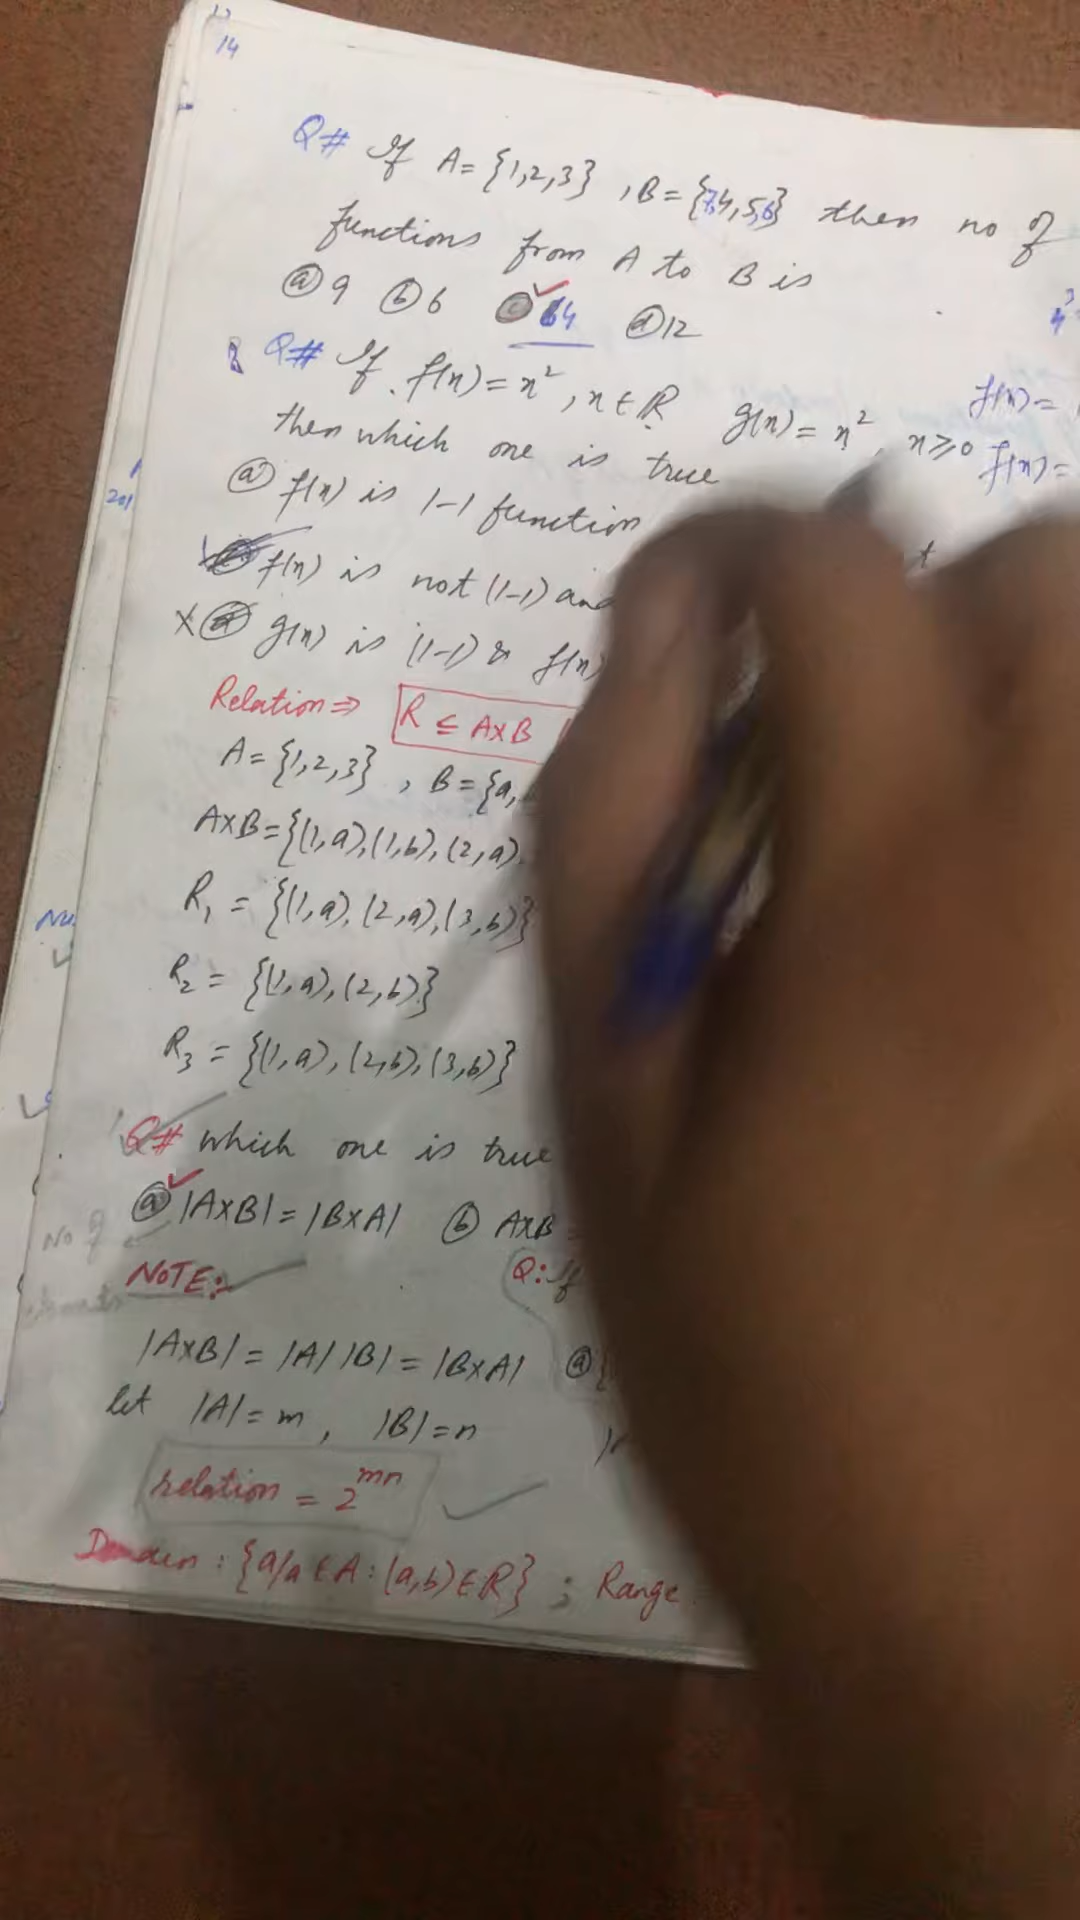 14
Q# If A = {1,2,3} , B = {7,4,5,6} then no of
functions from A to B is
ⓐ 9 ⓑ 6 ⓒ 64 ⓓ 12
Q# If f(x) = x², x ∈ R g(x) = x², x ≥ 0
f(x) =
f(x) =
then which one is true
ⓐ f(x) is 1-1 function
f(x) is not (1-1) and
g(x) is (1-1) & f(x)
Relation ⇒ R ⊆ A×B
A = {1,2,3} , B = {a,
A×B = {(1,a),(1,b),(2,a),
R₁ = {(1,a),(2,a),(3,b)}
R₂ = {(1,a),(2,b)}
R₃ = {(1,a),(2,b),(3,b)}
Q# which one is true
ⓐ |A×B| = |B×A| ⓑ A×B =
No of
NOTE:
Q: If
|A×B| = |A| |B| = |B×A| ⓐ {
let |A| = m , |B| = n
relation = 2^mn
: {a/a ∈ A : (a,b) ∈ R} ; Range